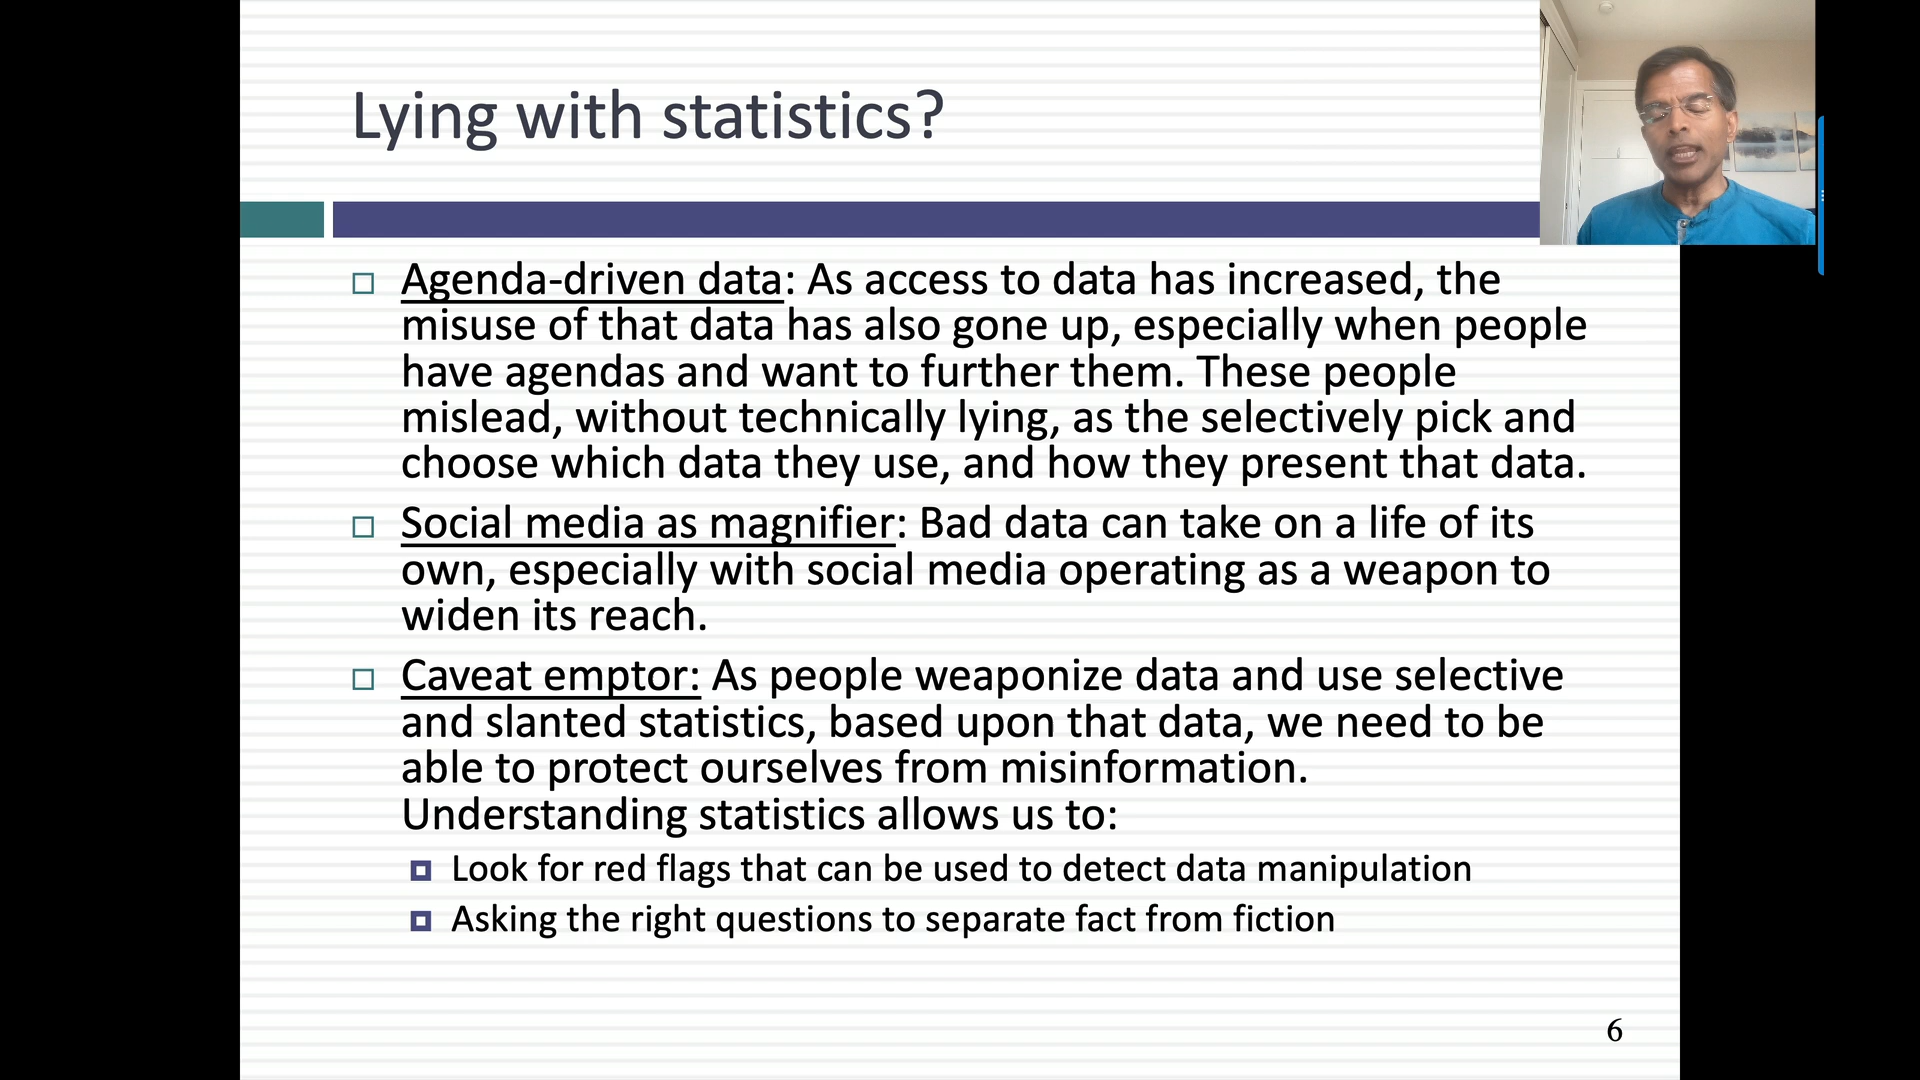 Lying with statistics?
Agenda-driven data: As access to data has increased, the
misuse of that data has also gone up, especially when people
have agendas and want to further them. These people
mislead, without technically lying, as the selectively pick and
choose which data they use, and how they present that data.
Social media as magnifier: Bad data can take on a life of its
own, especially with social media operating as a weapon to
widen its reach.
Caveat emptor: As people weaponize data and use selective
and slanted statistics, based upon that data, we need to be
able to protect ourselves from misinformation.
Understanding statistics allows us to:
Look for red flags that can be used to detect data manipulation
Asking the right questions to separate fact from fiction
6